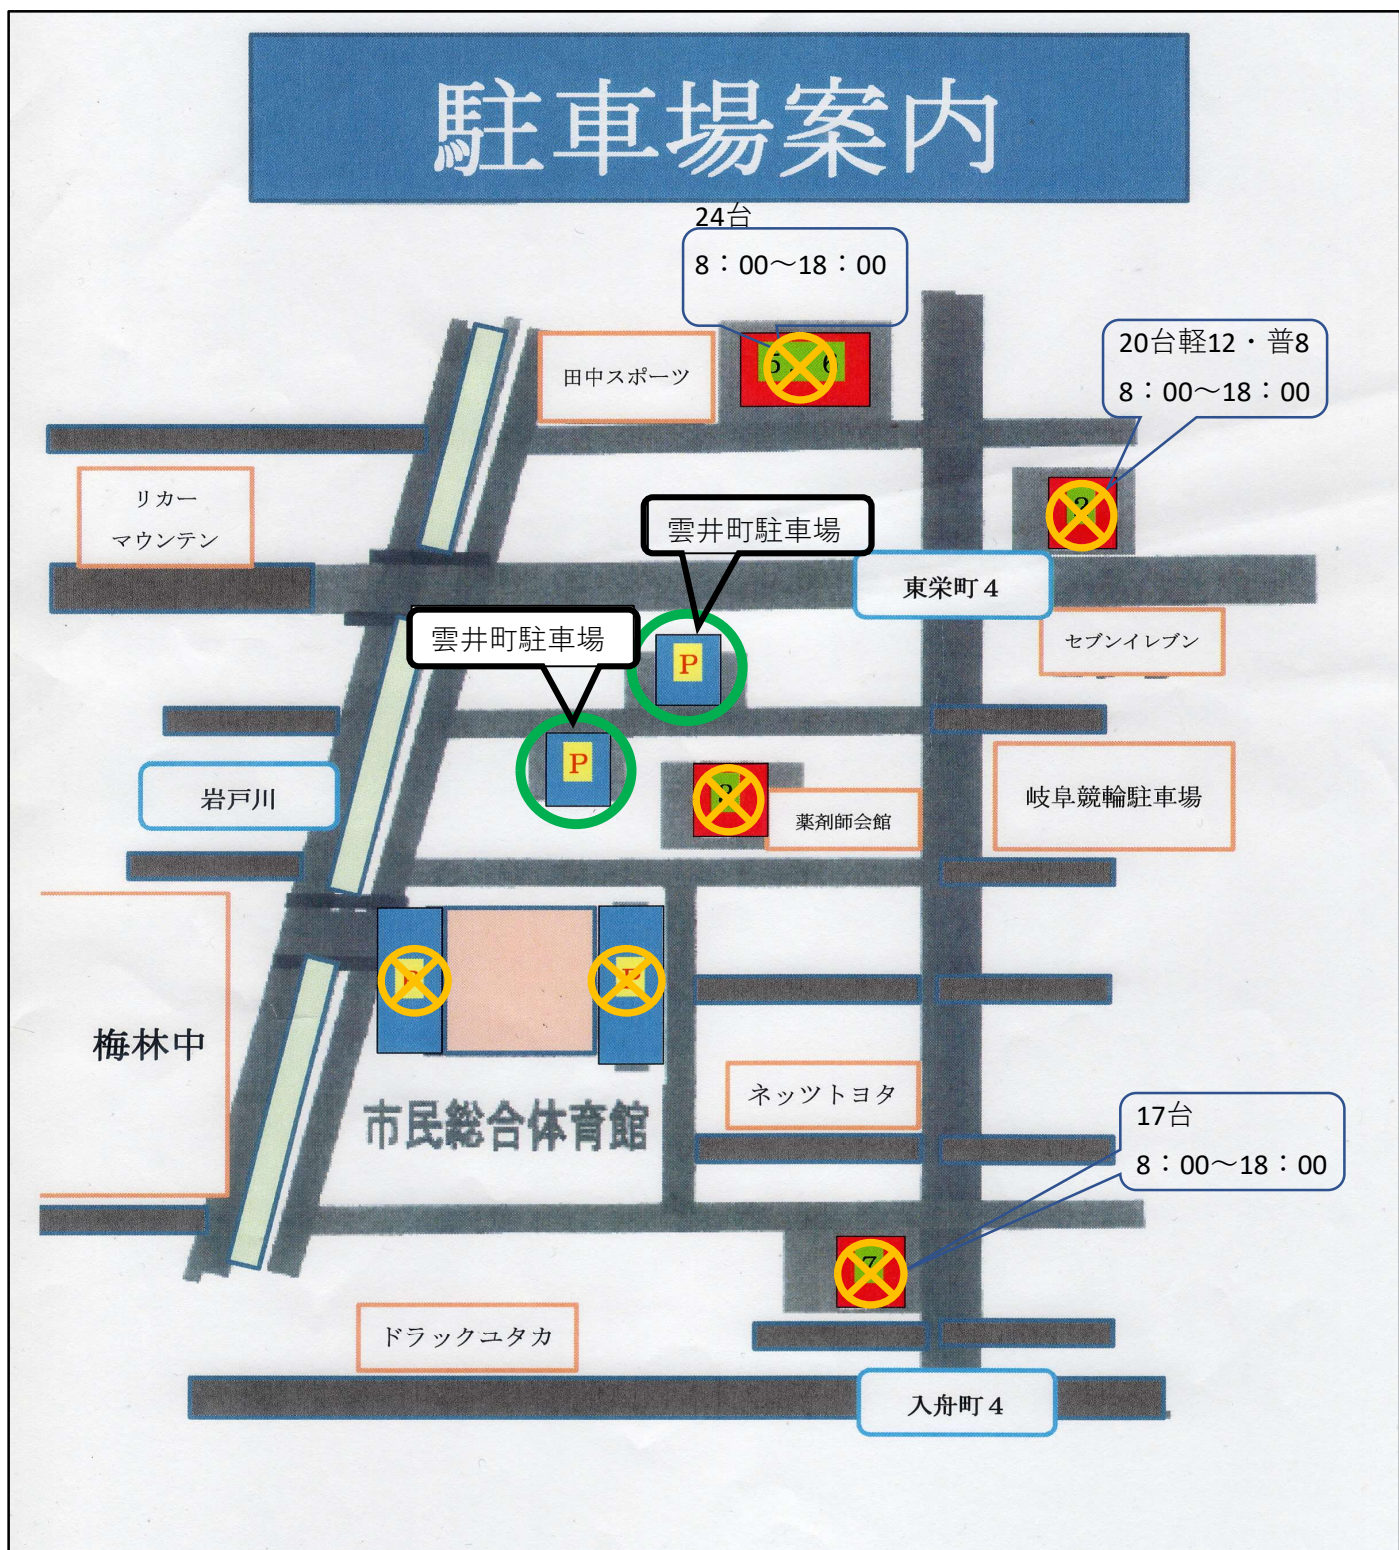 駐車場案内
24台
8：00～18：00
田中スポーツ
5　6
20台軽12・普8
8：00～18：00
リカー
マウンテン
2
雲井町駐車場
東栄町４
雲井町駐車場
P
セブンイレブン
P
岩戸川
岐阜競輪駐車場
薬剤師会館
P
P
梅林中
ネッツトヨタ
市民総合体育館
17台
8：00～18：00
7
ドラックユタカ
入舟町４